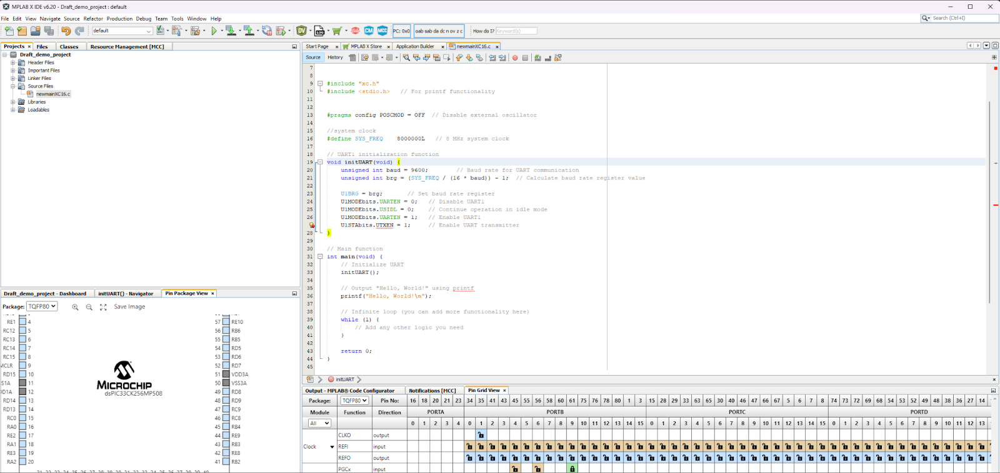 MPLAB X IDE v6.20 - Draft_demo_project : default
File Edit View Navigate Source Refactor Production Debug Team Tools Window Help
Search (Ctrl+I)
default
PC: 0x0
oab sab da dc n ov z c
How do I? Keyword(s)
Projects Files Classes Resource Management [MCC]
Draft_demo_project
Header Files
Important Files
Linker Files
Source Files
newmainXC16.c
Libraries
Loadables
Start Page MPLAB X Store Application Builder newmainXC16.c
Source History
7
8
9 #include "xc.h"
10 #include <stdio.h> // For printf functionality
11
12
13 #pragma config POSCMOD = OFF // Disable external oscillator
14
15 //system clock
16 #define SYS_FREQ 8000000L // 8 MHz system clock
17
18 // UART1 initialization function
19 void initUART(void) {
20 unsigned int baud = 9600; // Baud rate for UART communication
21 unsigned int brg = (SYS_FREQ / (16 * baud)) - 1; // Calculate baud rate register value
22
23 U1BRG = brg; // Set baud rate register
24 U1MODEbits.UARTEN = 0; // Disable UART1
25 U1MODEbits.USIDL = 0; // Continue operation in idle mode
26 U1MODEbits.UARTEN = 1; // Enable UART1
U1STAbits.UTXEN = 1; // Enable UART transmitter
28 }
29
30 // Main function
31 int main(void) {
32 // Initialize UART
33 initUART();
34
35 // Output "Hello, World!" using printf
36 printf("Hello, World!\n");
37
38 // Infinite loop (you can add more functionality here)
39 while (1) {
40 // Add any other logic you need
41 }
42
43 return 0;
44 }
45
initUART
Draft_demo_project - Dashboard initUART() - Navigator Pin Package View
Package: TQFP80 Save Image
RE1 4 57 RE10
RC12 5 56 RB6
RC13 6 55 RB5
RC14 7 54 RD5
RC15 8 53 RD6
MCLR 9 52 RD7
RD15 10 51 VDD3A
S1A 11 50 VSS3A
D1A 12 49 RD8
RD14 13 48 RD9
RD13 14 47 RC9
RC0 15 46 RC8
RA0 16 45 RB4
RE2 17 44 RE9
RA1 18 43 RB3
RE3 19 42 RE8
RA2 20 41 RB2
MICROCHIP
dsPIC33CK256MP508
Output - MPLAB® Code Configurator Notifications [MCC] Pin Grid View
Package: TQFP80 Pin No: 16 18 20 21 23 34 35 41 43 45 55 56 57 58 60 61 75 76 77 78 80 1 3 15 28 29 33 63 64 65 30 40 46 47 66 67 5 6 7 8 74 73 72 69 68 54 53 52 49 48 38 36 27 14
Module Function Direction PORTA PORTB PORTC PORTD
All 0 1 2 3 4 0 1 2 3 4 5 6 7 8 9 10 11 12 13 14 15 0 1 2 3 4 5 6 7 8 9 10 11 12 13 14 15 0 1 2 3 4 5 6 7 8 9 10 11 12 13
CLKO output
Clock REFI input
REFO output
PGCx input